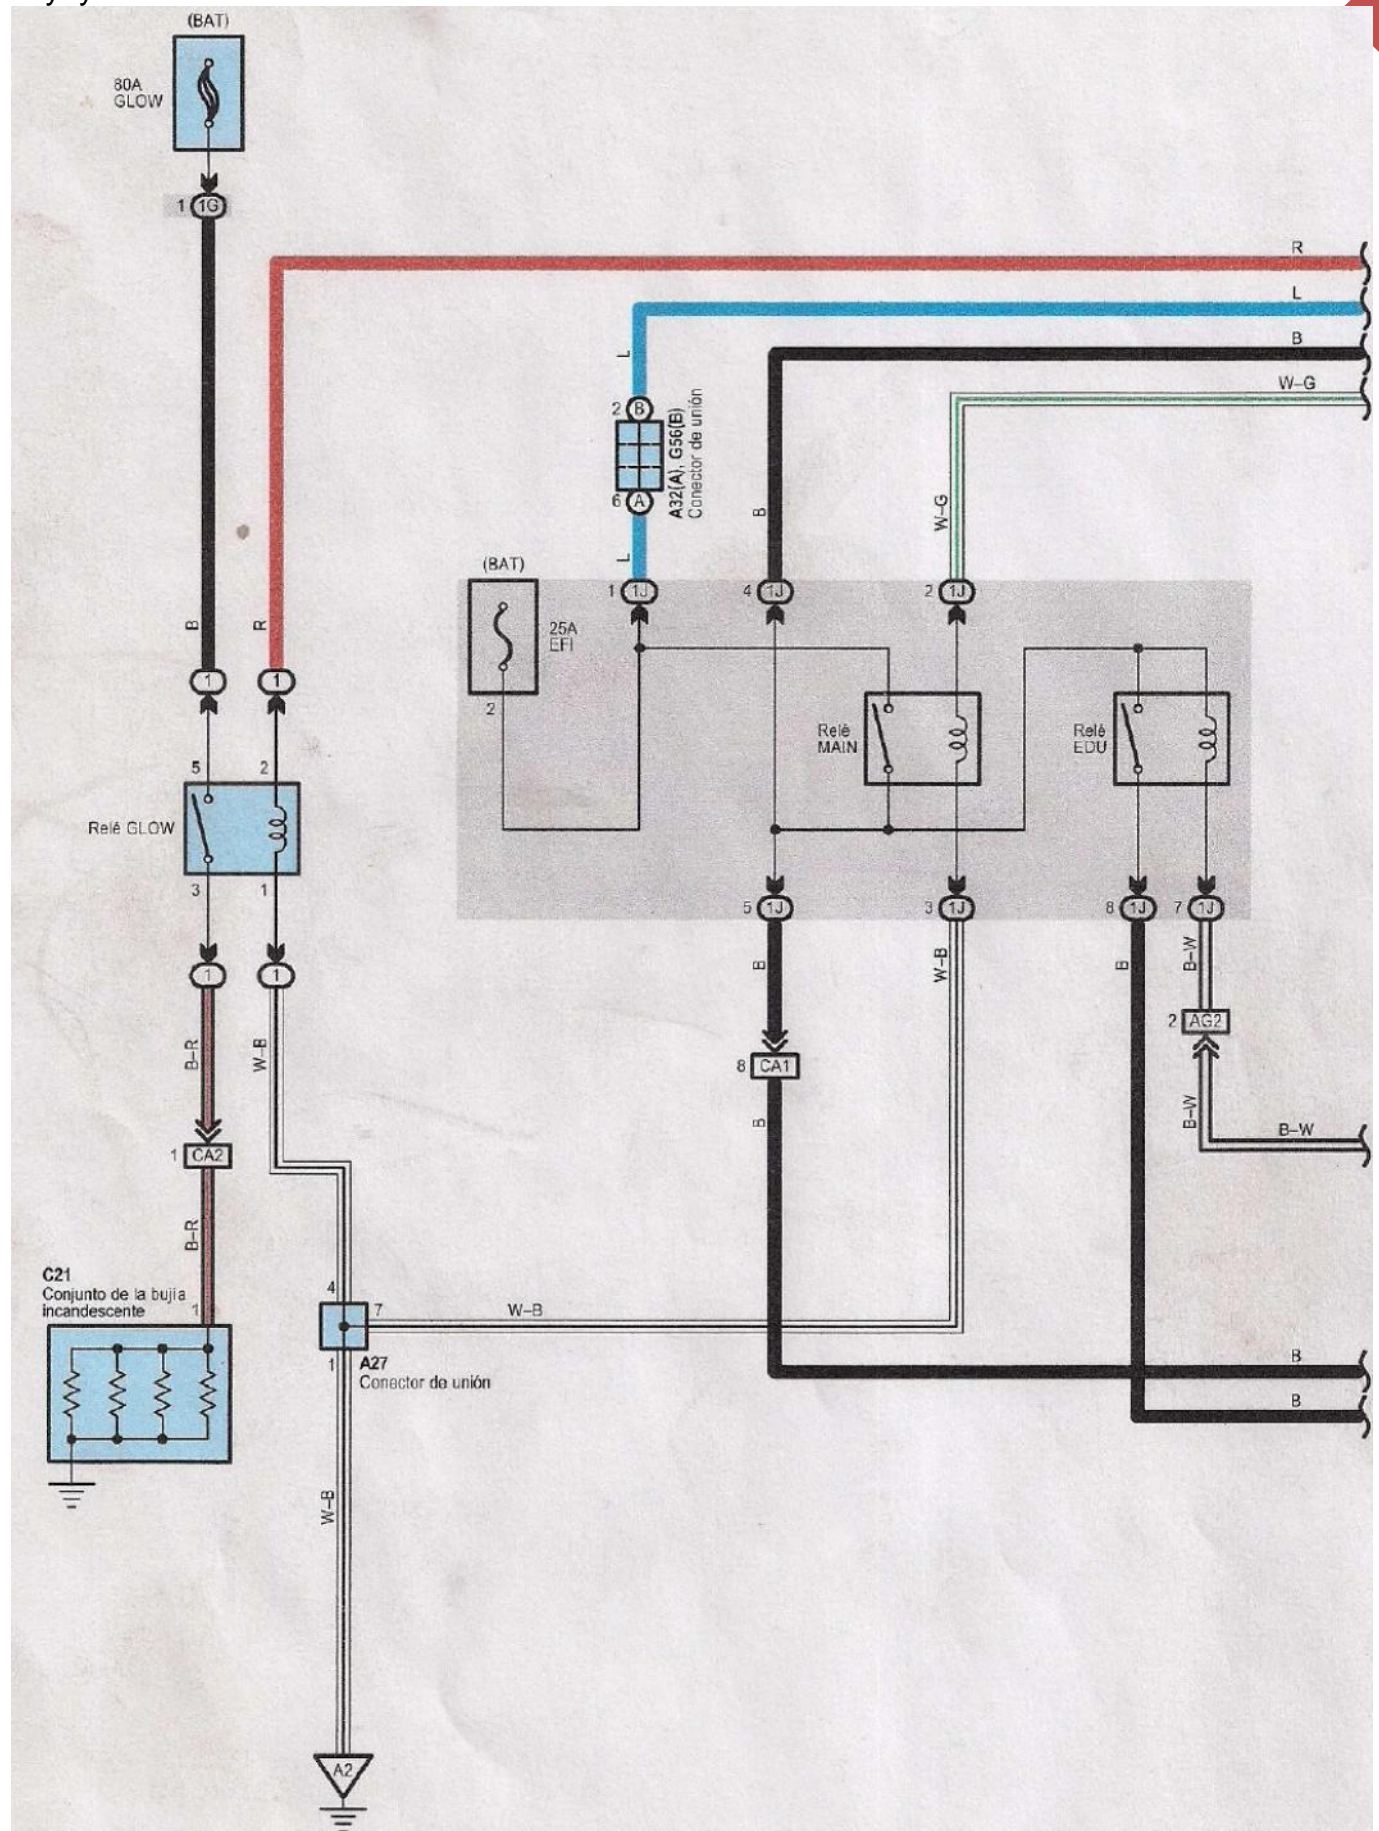 (BAT)
80A
GLOW
1 1G
R
L
B
W–G
L
2 B
A32(A), G56(B)
Conector de unión
6 A
B
W–G
L
(BAT)
1 1J
4 1J
2 1J
25A
EFI
B
R
1
1
2
Relé
MAIN
Relé
EDU
5
2
Relé GLOW
3
1
5 1J
3 1J
8 1J
7 1J
1
1
B
W–B
B
B–W
2 AG2
B–R
W–B
8 CA1
B
B–W
B–W
1 CA2
B–R
C21
Conjunto de la bujía
incandescente
1
4
7
W–B
1
A27
Conector de unión
B
B
W–B
A2